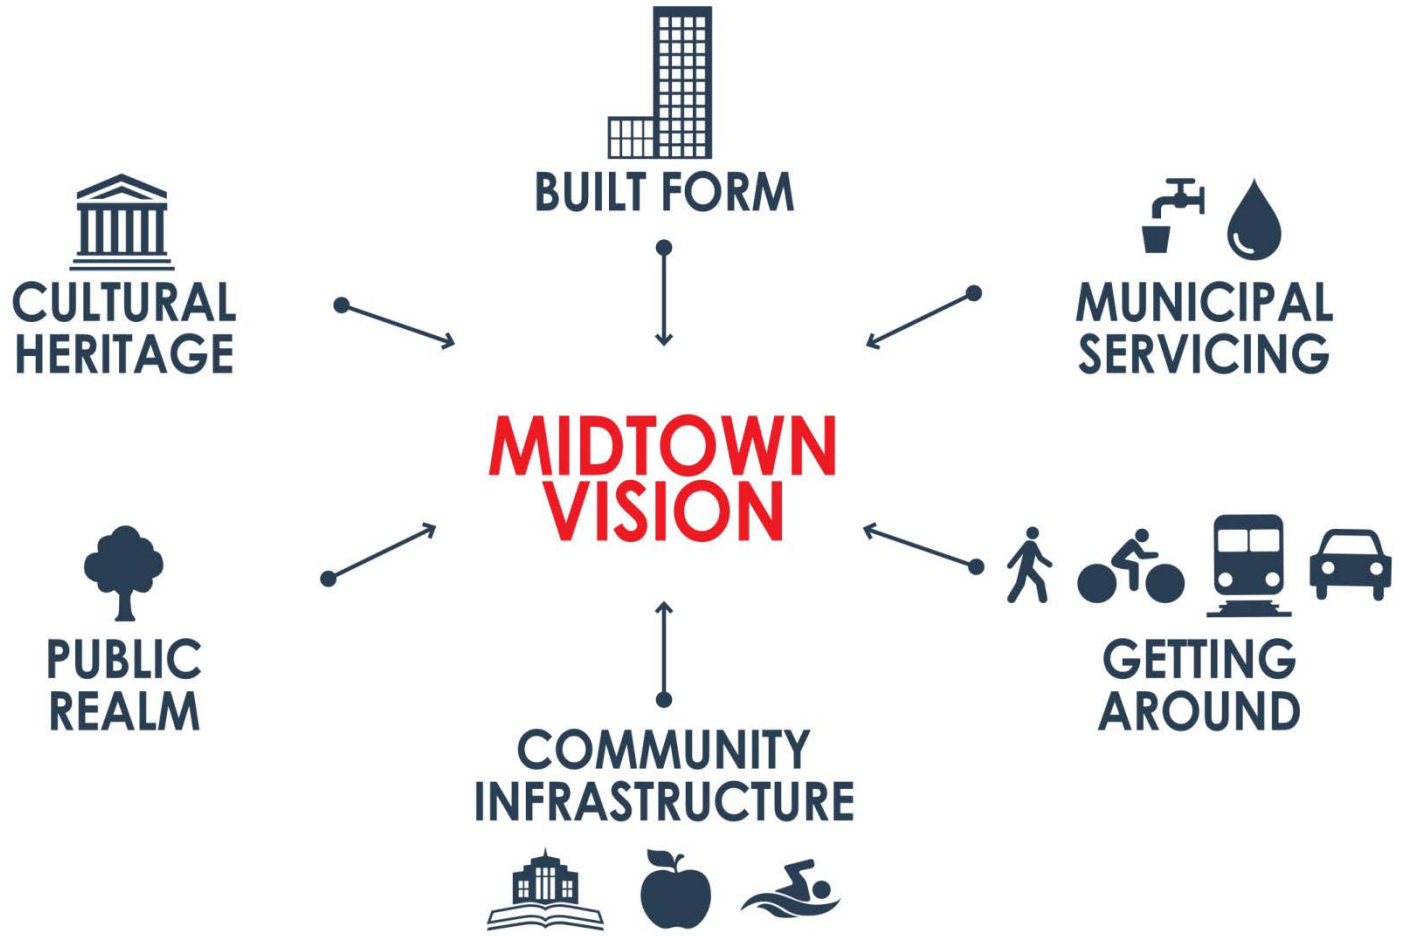 BUILT FORM
CULTURAL
HERITAGE
MUNICIPAL
SERVICING
MIDTOWN
VISION
PUBLIC
REALM
GETTING
AROUND
COMMUNITY
INFRASTRUCTURE